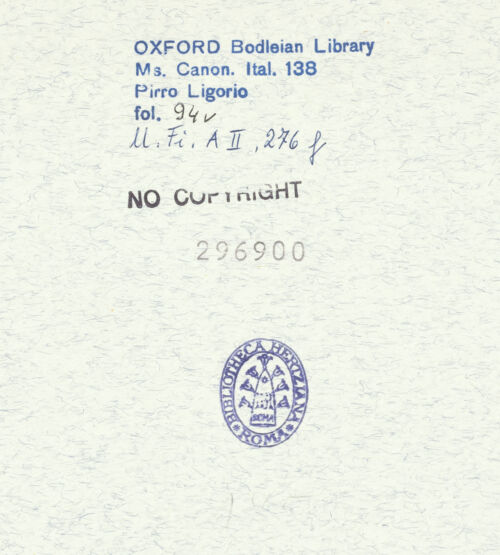 OXFORD Bodleian Library
Ms. Canon. Ital. 138
Pirro Ligorio
fol. 94v
U. Fi. A II, 276 f
NO COPYRIGHT
296900
BIBLIOTHECA HERTZIANA
ROMA
ROMA